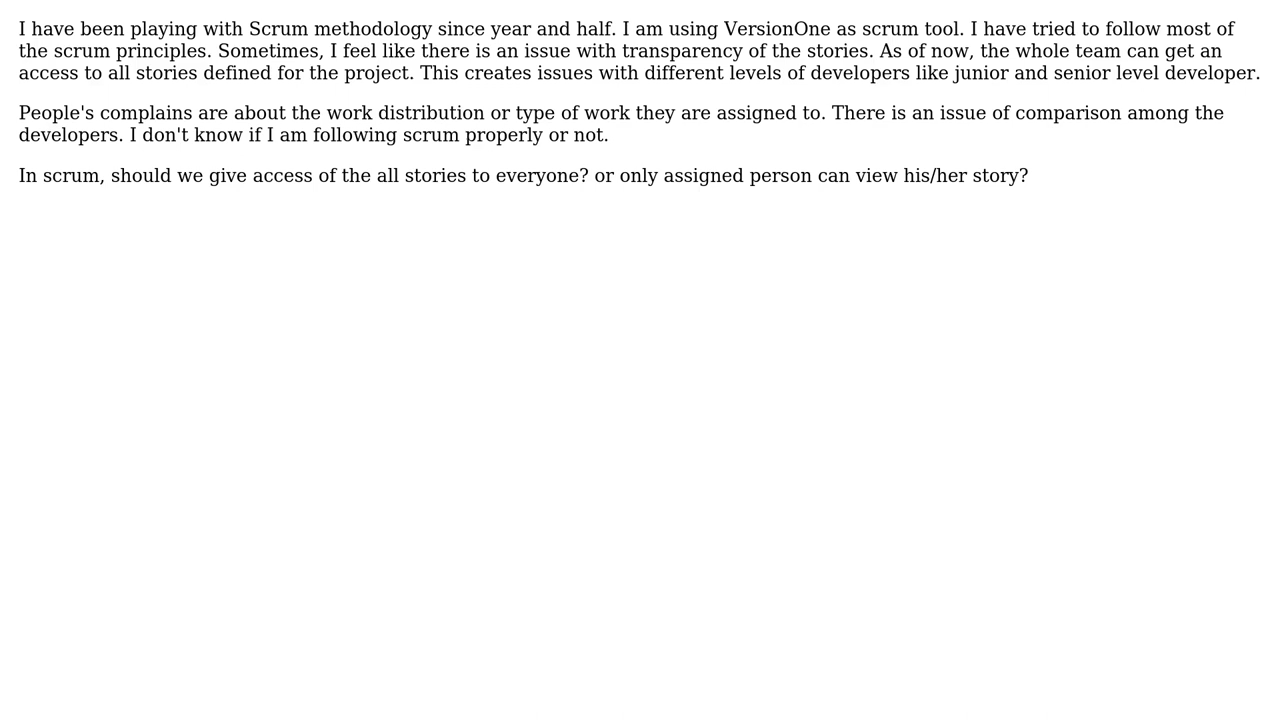 I have been playing with Scrum methodology since year and half. I am using VersionOne as scrum tool. I have tried to follow most of
the scrum principles. Sometimes, I feel like there is an issue with transparency of the stories. As of now, the whole team can get an
access to all stories defined for the project. This creates issues with different levels of developers like junior and senior level developer.
People's complains are about the work distribution or type of work they are assigned to. There is an issue of comparison among the
developers. I don't know if I am following scrum properly or not.
In scrum, should we give access of the all stories to everyone? or only assigned person can view his/her story?